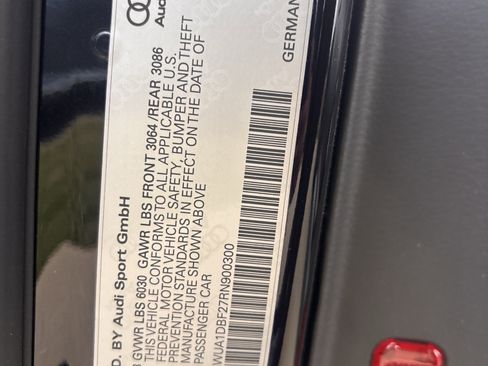 Audi
D. BY Audi Sport GmbH
GVWR LBS 6030 GAWR LBS FRONT 3064 /REAR 3086
THIS VEHICLE CONFORMS TO ALL APPLICABLE U.S.
FEDERAL MOTOR VEHICLE SAFETY, BUMPER AND THEFT
PREVENTION STANDARDS IN EFFECT ON THE DATE OF
MANUFACTURE SHOWN ABOVE
PASSENGER CAR
WUA1DBF27RN900300
GERMAN